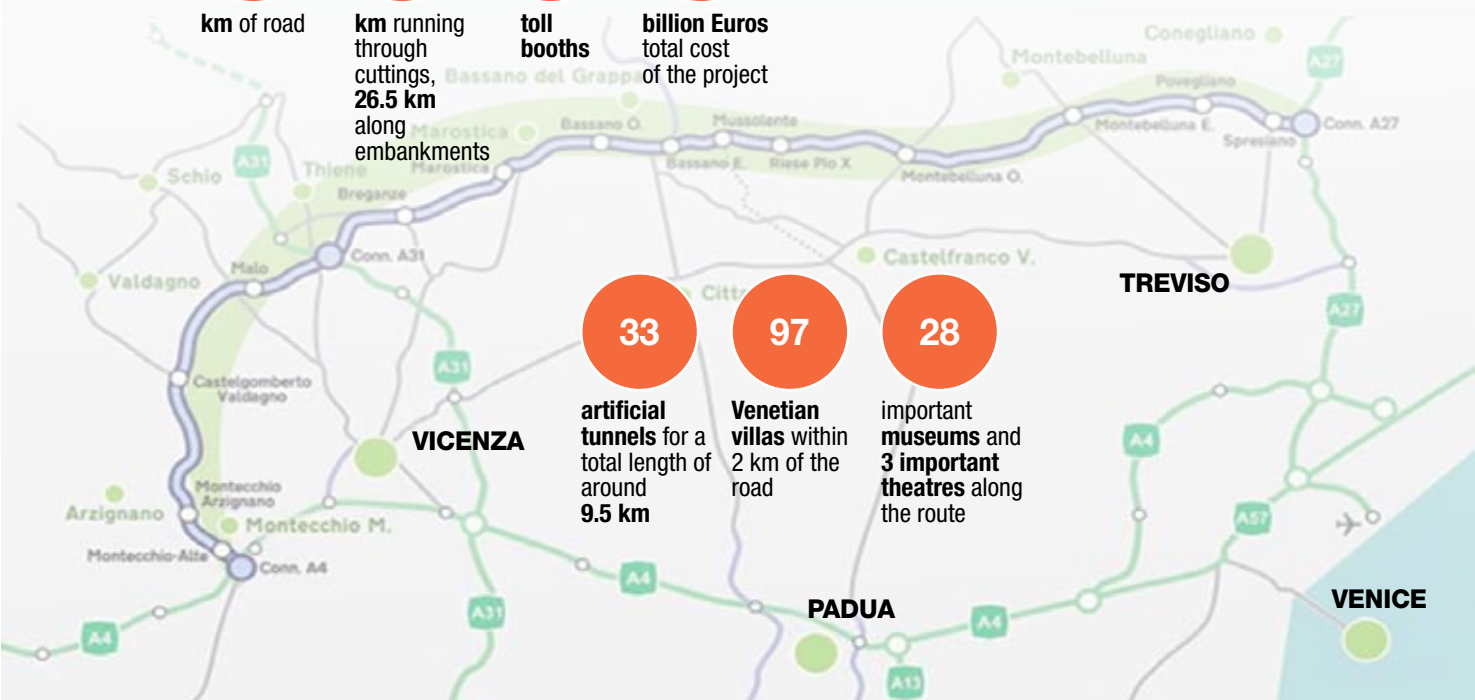 km of road
km running
through
cuttings,
26.5 km
along
embankments
toll
booths
billion Euros
total cost
of the project
Conegliano
A27
Montebelluna
Povegliano
Bassano del Grappa
Marostica
Bassano O.
Mussolente
Montebelluna E.
Conn. A27
Spresiano
A31
Thiene
Marostica
Bassano E.
Riese Pio X
Montebelluna O.
Schio
Breganze
Conn. A31
Castelfranco V.
Malo
Valdagno
TREVISO
Citt
33
97
28
A27
A31
Castelgomberto
Valdagno
artificial
tunnels for a
total length of
around
9.5 km
Venetian
villas within
2 km of the
road
important
museums and
3 important
theatres along
the route
VICENZA
A4
Montecchio
Arzignano
Arzignano
Montecchio M.
A57
Montecchio-Alte
Conn. A4
A4
A31
PADUA
A4
VENICE
A4
A13